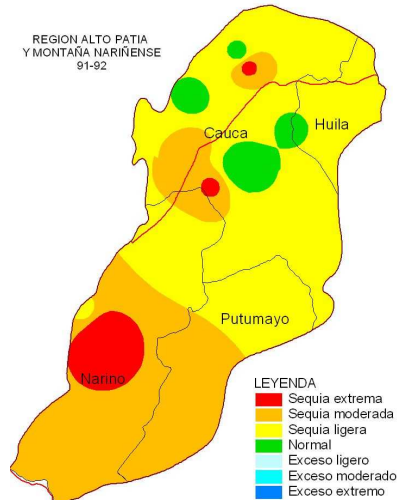 REGION ALTO PATIA
Y MONTAÑA NARIÑENSE
91-92
Cauca
Huila
Putumayo
Narino
LEYENDA
Sequia extrema
Sequia moderada
Sequia ligera
Normal
Exceso ligero
Exceso moderado
Exceso extremo